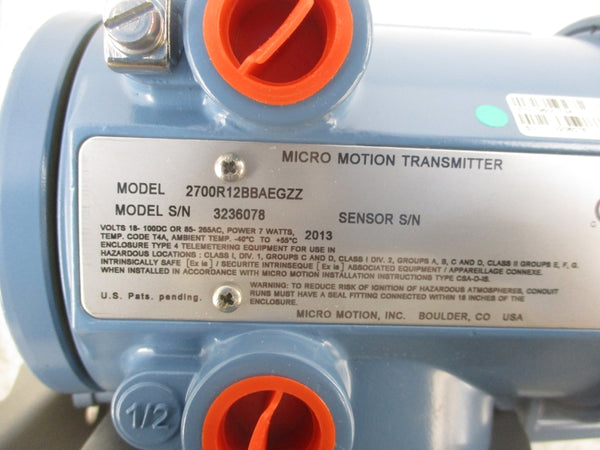 MICRO MOTION TRANSMITTER
MODEL 2700R12BBAEGZZ
MODEL S/N 3236078 SENSOR S/N
VOLTS 18- 100DC OR 85- 265AC, POWER 7 WATTS, 2013
TEMP. CODE T4A, AMBIENT TEMP. -40°C TO +55°C
ENCLOSURE TYPE 4 TELEMETERING EQUIPMENT FOR USE IN
HAZARDOUS LOCATIONS: CLASS I, DIV. 1, GROUPS C AND D, CLASS I DIV. 2, GROUPS A, B, C AND D, CLASS II GROUPS E, F, G.
INTRINSICALLY SAFE [Ex ia] / SECURITE INTRINSEQUE [Ex ia] ASSOCIATED EQUIPMENT / APPAREILLAGE CONNEXE.
WHEN INSTALLED IN ACCORDANCE WITH MICRO MOTION INSTALLATION INSTRUCTIONS TYPE CSA-D-IS.
WARNING: TO REDUCE RISK OF IGNITION OF HAZARDOUS ATMOSPHERES, CONDUIT
RUNS MUST HAVE A SEAL FITTING CONNECTED WITHIN 18 INCHES OF THE
ENCLOSURE.
U.S. Pats. pending.
MICRO MOTION, INC. BOULDER, CO USA
1/2